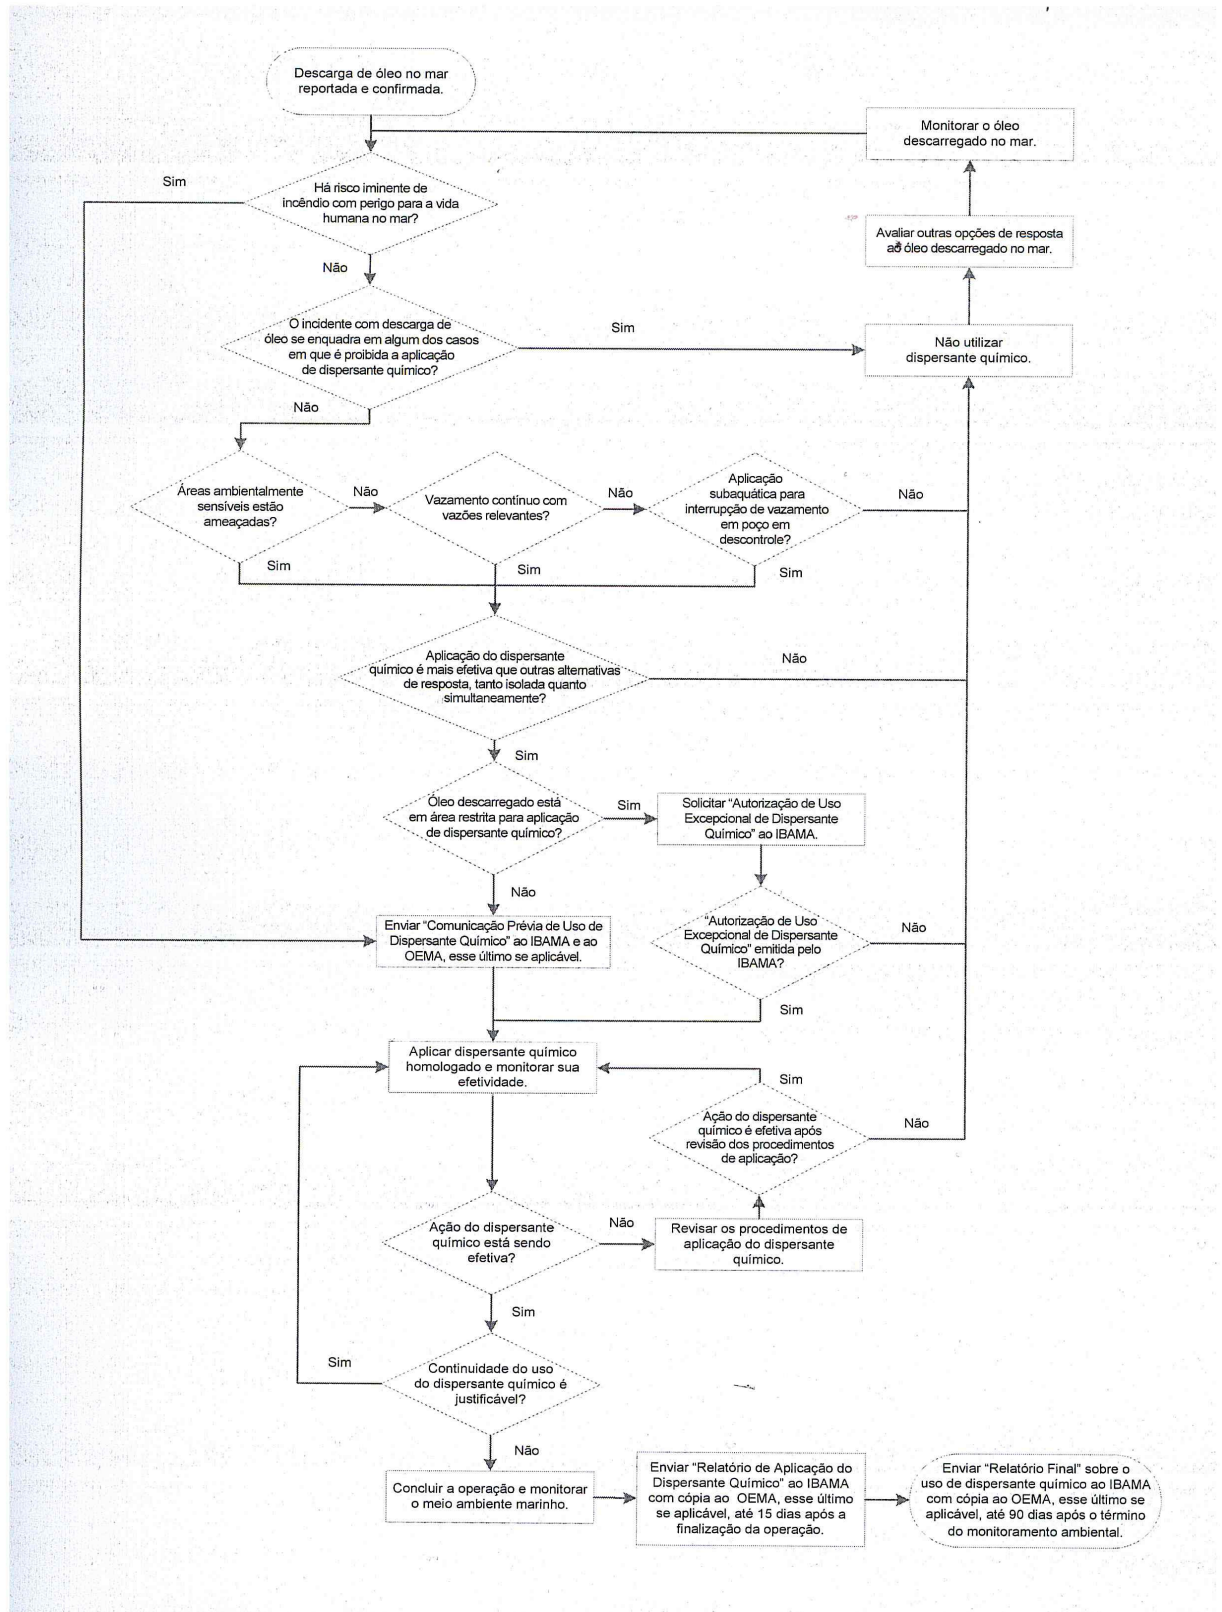 Descarga de óleo no mar
reportada e confirmada.
Monitorar o óleo
descarregado no mar.
Sim
Há risco iminente de
incêndio com perigo para a vida
humana no mar?
Avaliar outras opções de resposta
ao óleo descarregado no mar.
Não
O incidente com descarga de
óleo se enquadra em algum dos casos
em que é proibida a aplicação
de dispersante químico?
Sim
Não utilizar
dispersante químico.
Não
Áreas ambientalmente
sensíveis estão
ameaçadas?
Não
Vazamento contínuo com
vazões relevantes?
Não
Aplicação
subaquática para
interrupção de vazamento
em poço em
descontrole?
Não
Sim
Sim
Sim
Aplicação do dispersante
químico é mais efetiva que outras alternativas
de resposta, tanto isolada quanto
simultaneamente?
Não
Sim
Óleo descarregado está
em área restrita para aplicação
de dispersante químico?
Sim
Solicitar “Autorização de Uso
Excepcional de Dispersante
Químico” ao IBAMA.
Não
Enviar “Comunicação Prévia de Uso de
Dispersante Químico” ao IBAMA e ao
OEMA, esse último se aplicável.
“Autorização de Uso
Excepcional de Dispersante
Químico” emitida pelo
IBAMA?
Não
Sim
Aplicar dispersante químico
homologado e monitorar sua
efetividade.
Sim
Ação do dispersante
químico é efetiva após
revisão dos procedimentos
de aplicação?
Não
Ação do dispersante
químico está sendo
efetiva?
Não
Revisar os procedimentos de
aplicação do dispersante
químico.
Sim
Sim
Continuidade do uso
do dispersante químico é
justificável?
Não
Concluir a operação e monitorar
o meio ambiente marinho.
Enviar “Relatório de Aplicação do
Dispersante Químico” ao IBAMA
com cópia ao OEMA, esse último
se aplicável, até 15 dias após a
finalização da operação.
Enviar “Relatório Final” sobre o
uso de dispersante químico ao IBAMA
com cópia ao OEMA, esse último se
aplicável, até 90 dias após o término
do monitoramento ambiental.